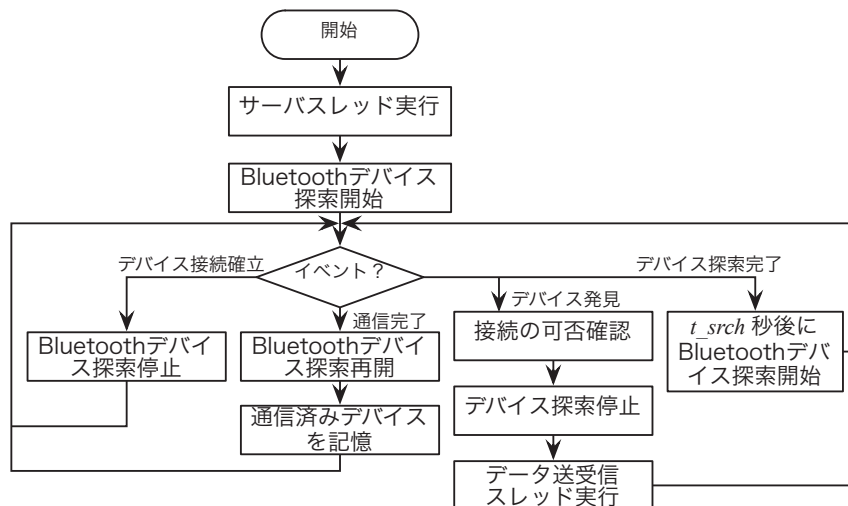 開始
サーバスレッド実行
Bluetoothデバイス
探索開始
イベント？
デバイス接続確立
Bluetoothデバイ
ス探索停止
通信完了
Bluetoothデバイ
ス探索再開
通信済みデバイス
を記憶
デバイス発見
接続の可否確認
デバイス探索停止
データ送受信
スレッド実行
デバイス探索完了
t_srch 秒後に
Bluetoothデバ
イス探索開始